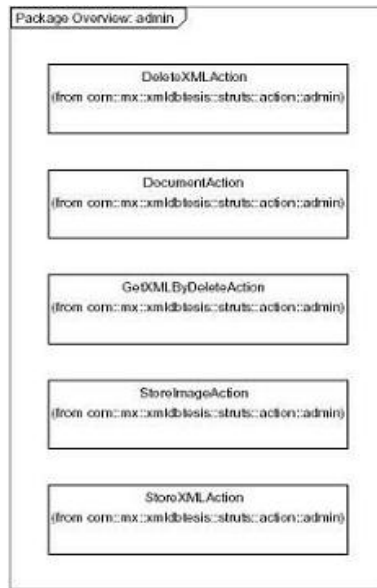 Package Overview: admin
DeleteXMLAction
(from com::mx::xmldbtesis::struts::action::admin)
DocumentAction
(from com::mx::xmldbtesis::struts::action::admin)
GetXMLByDeleteAction
(from com::mx::xmldbtesis::struts::action::admin)
StoreImageAction
(from com::mx::xmldbtesis::struts::action::admin)
StoreXMLAction
(from com::mx::xmldbtesis::struts::action::admin)